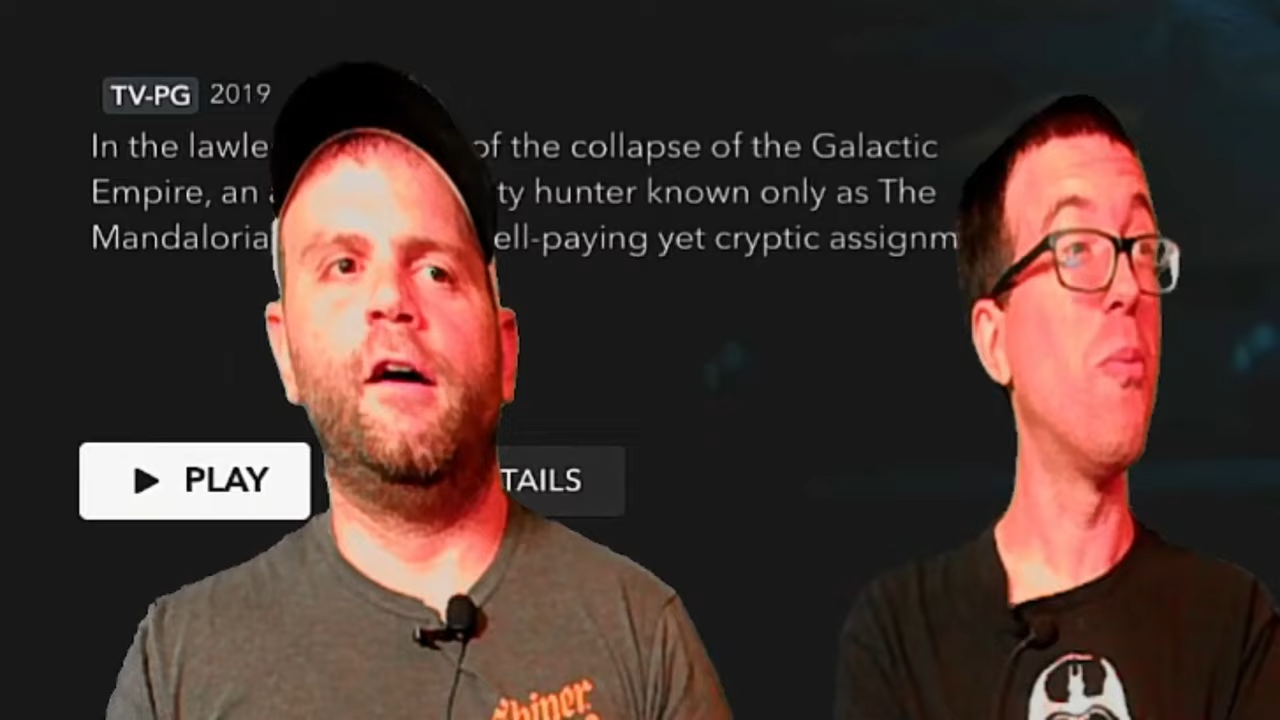 TV-PG 2019
In the lawle of the collapse of the Galactic
Empire, an ty hunter known only as The
Mandaloria ell-paying yet cryptic assignm
PLAY TAILS
Shiner